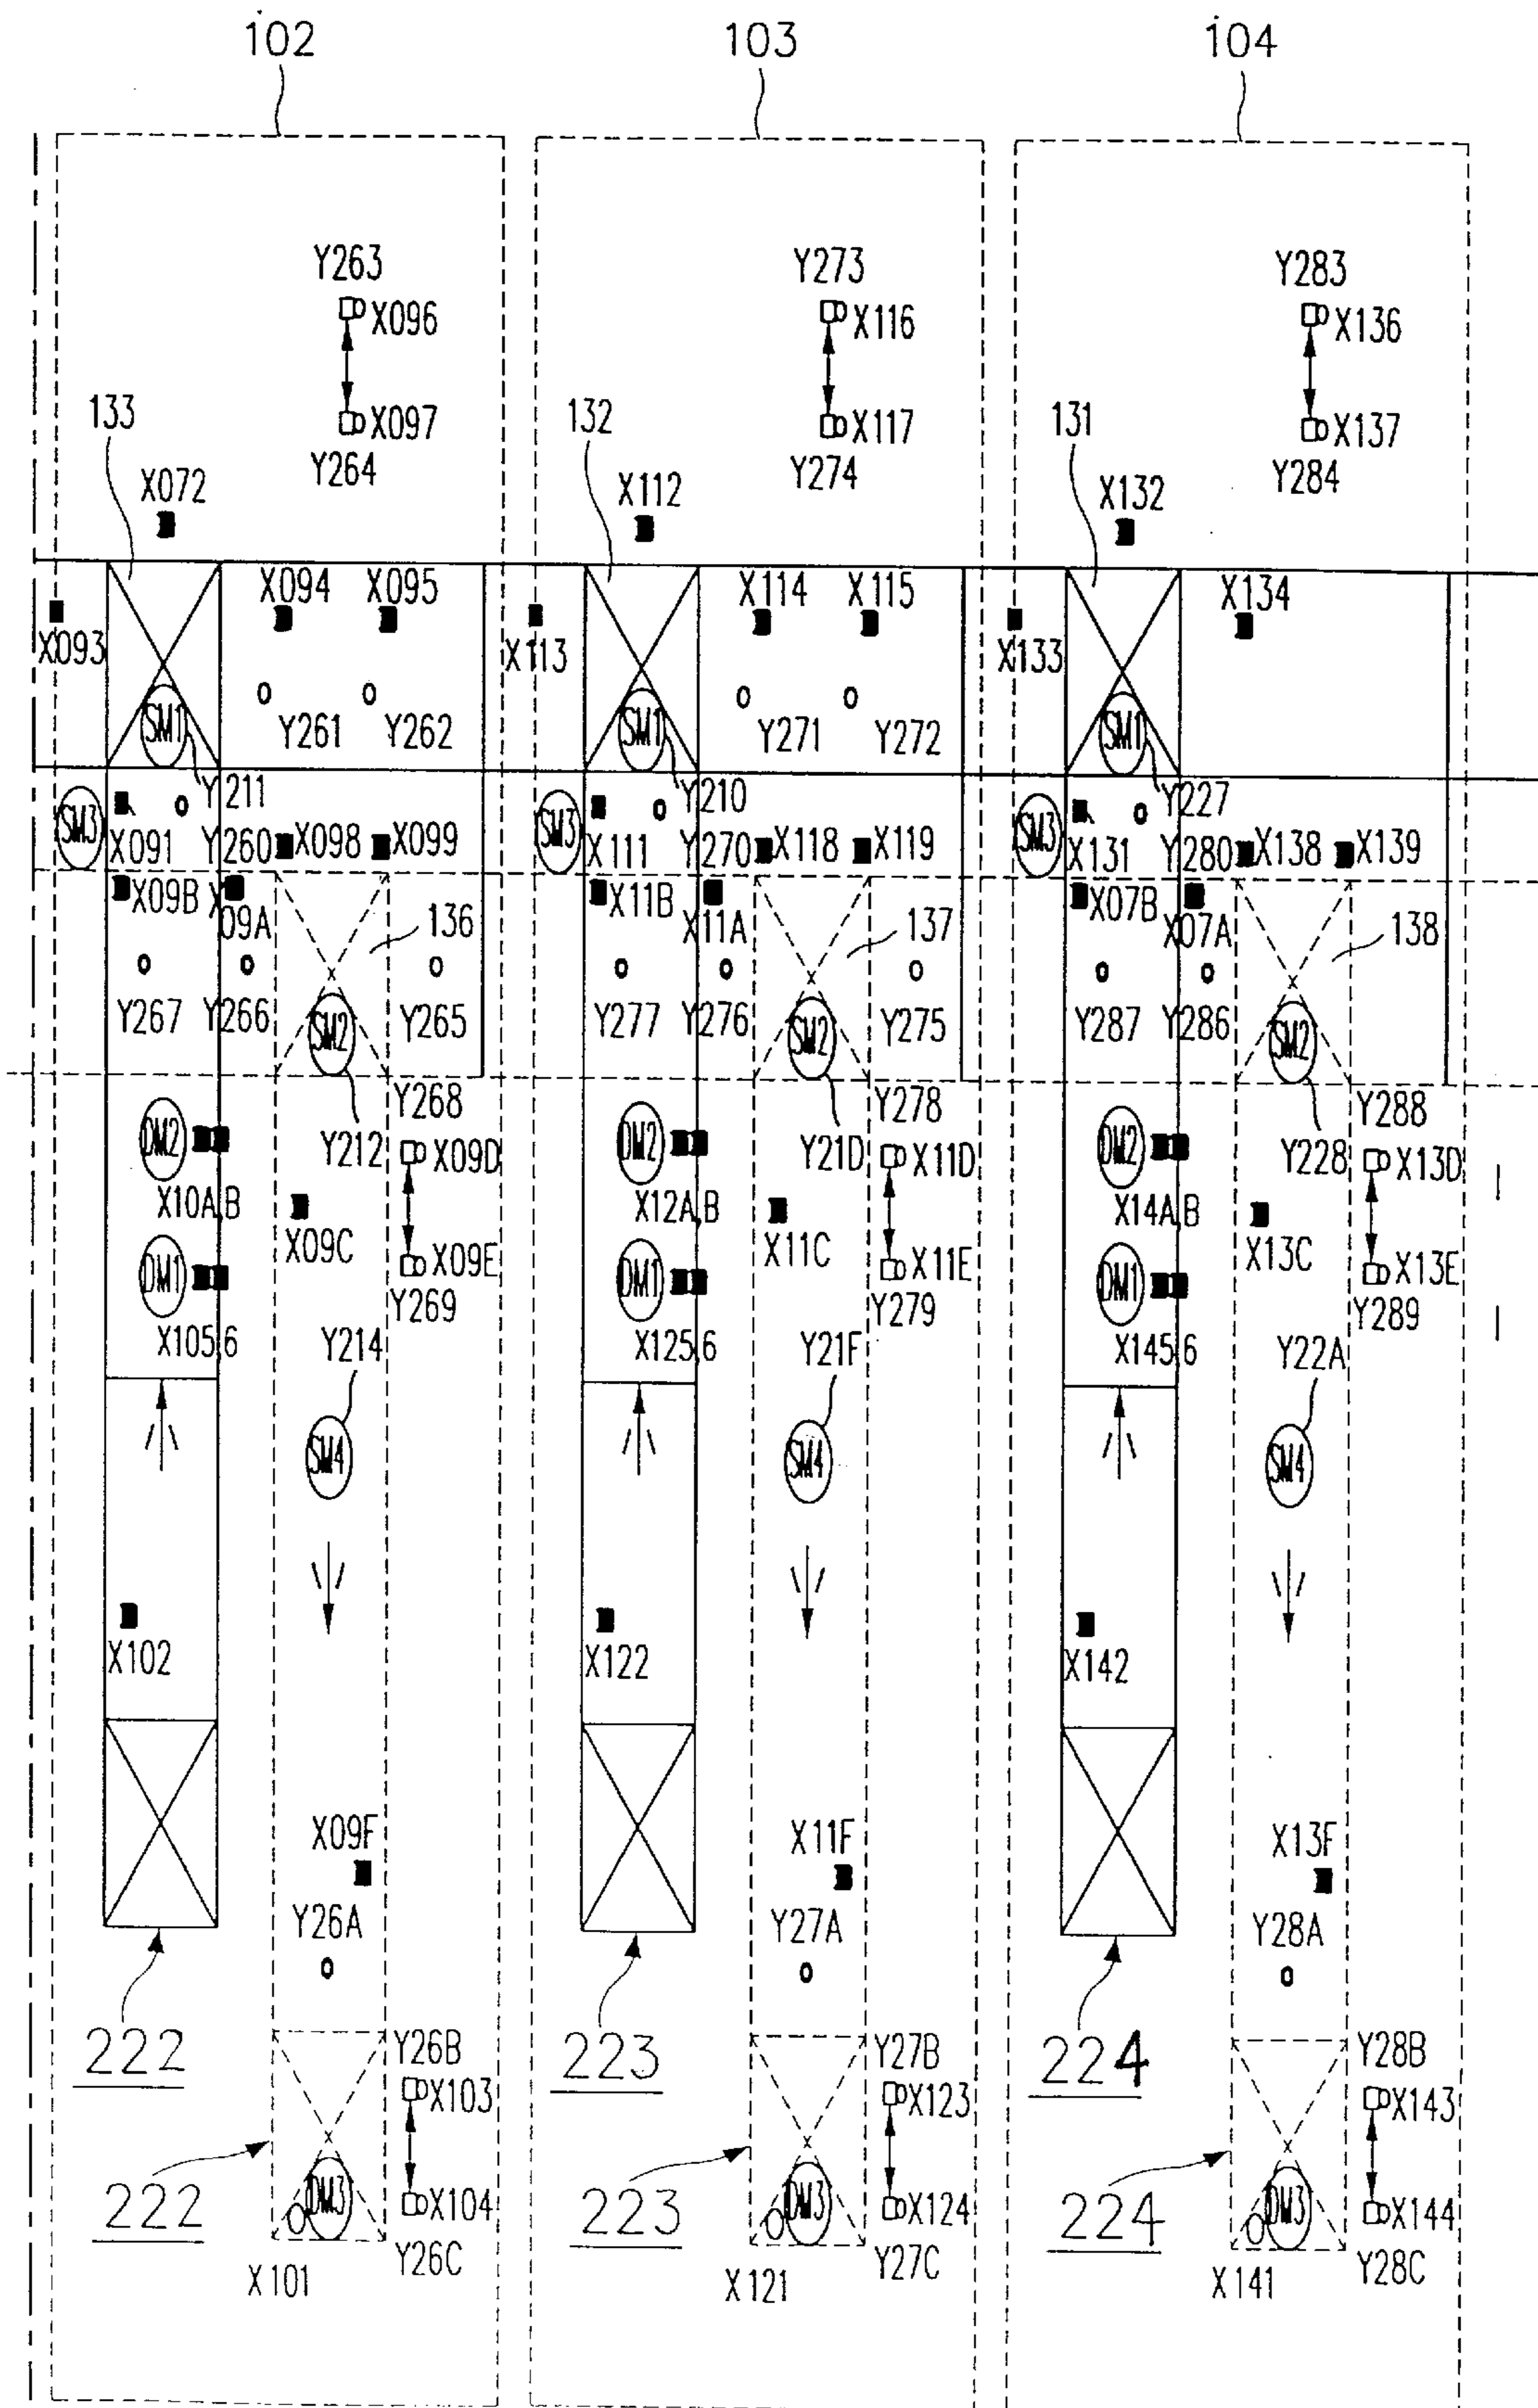 102 103 104
Y263 Y273 Y283
X096 X116 X136
133 132 131
X097 X117 X137
Y264 Y274 Y284
X072 X112 X132
X094 X095 X114 X115 X134
X093 X113 X133
SM1 SM1 SM1
Y261 Y262 Y271 Y272
Y211 Y210 Y227
SM3 SM3 SM3
X091 Y260 X098 X099 X111 Y270 X118 X119 X131 Y280 X138 X139
X09B X09A X11B X11A X07B X07A
136 137 138
Y267 Y266 SM2 Y265 Y277 Y276 SM2 Y275 Y287 Y286 SM2
Y268 Y278 Y288
DM2 Y212 X09D DM2 Y21D X11D DM2 Y228 X13D
X10A,B X12A,B X14A,B
X09C X11C X13C
DM1 X09E DM1 X11E DM1 X13E
Y269 Y279 Y289
X105,6 Y214 X125,6 Y21F X145,6 Y22A
SM4 SM4 SM4
X102 X122 X142
X09F X11F X13F
Y26A Y27A Y28A
222 223 224
Y26B Y27B Y28B
X103 X123 X143
222 DM3 X104 223 DM3 X124 224 DM3 X144
Y26C Y27C Y28C
X101 X121 X141